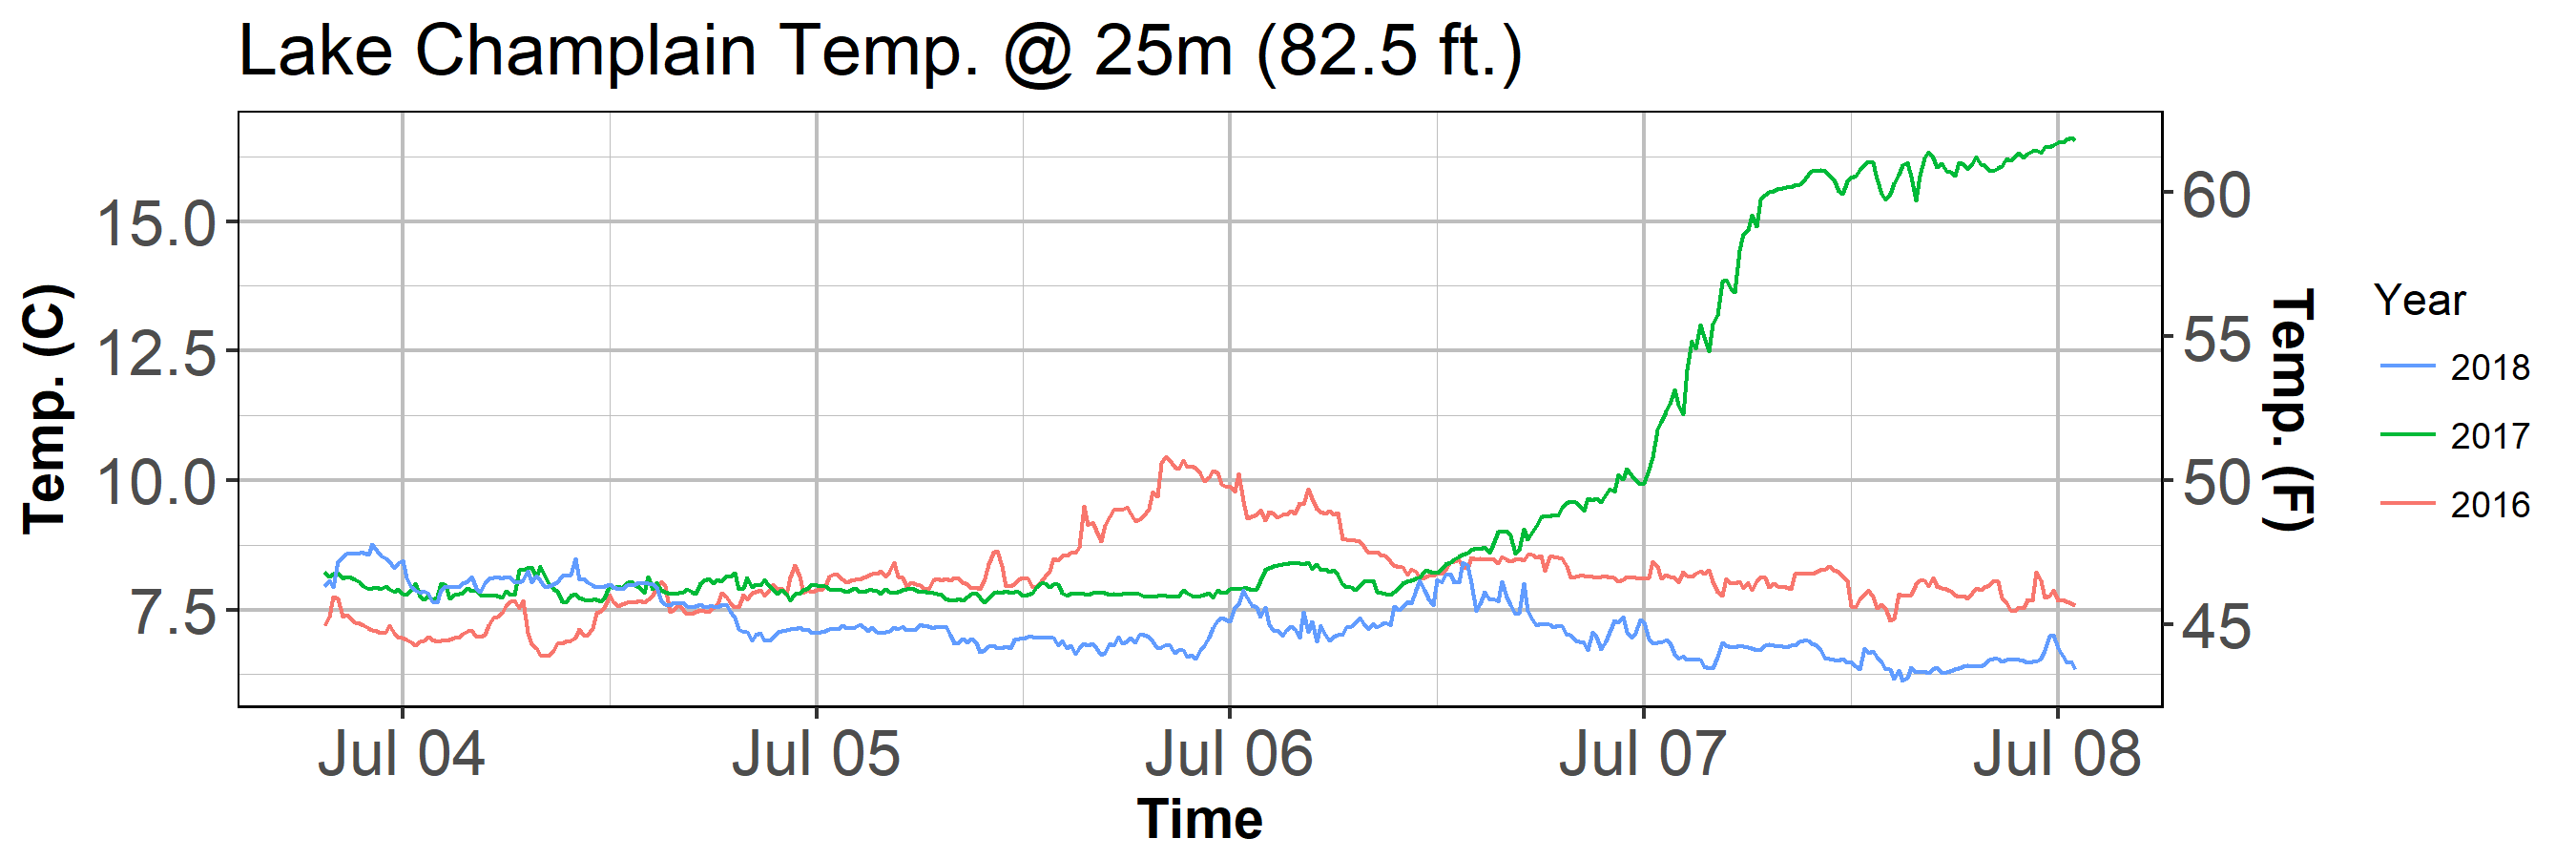 Lake Champlain Temp. @ 25m (82.5 ft.)
Temp. (C)
15.0
12.5
10.0
7.5
60
55
50
45
Temp. (F)
Jul 04
Jul 05
Jul 06
Jul 07
Jul 08
Time
Year
2018
2017
2016